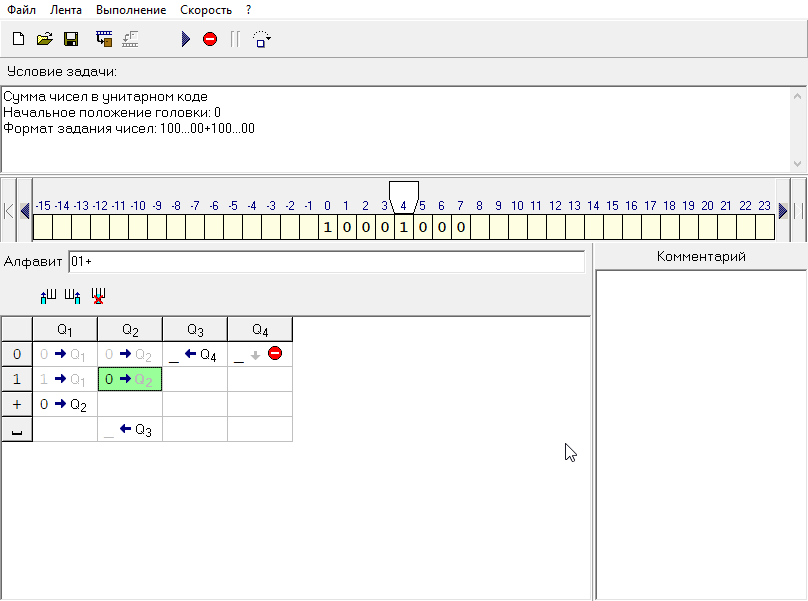 Файл Лента Выполнение Скорость ?
Условие задачи:
Сумма чисел в унитарном коде
Начальное положение головки: 0
Формат задания чисел: 100...00+100...00
-15 -14 -13 -12 -11 -10 -9 -8 -7 -6 -5 -4 -3 -2 -1 0 1 2 3 4 5 6 7 8 9 10 11 12 13 14 15 16 17 18 19 20 21 22 23
1 0 0 0 1 0 0 0
Алфавит 01+
Комментарий
Q1 Q2 Q3 Q4
0 0 → Q1 0 → Q2 _ ← Q4 _ ↓
1 1 → Q1 0 → Q2
+ 0 → Q2
_ ← Q3